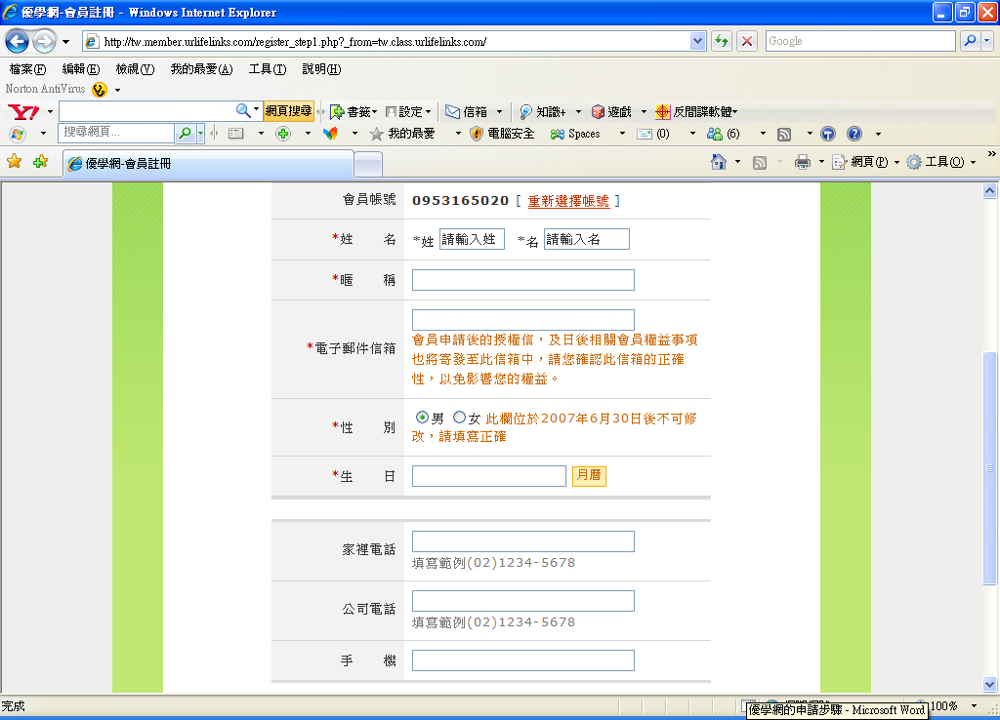 優學網-會員註冊 - Windows Internet Explorer
http://tw.member.urlifelinks.com/register_step1.php?_from=tw.class.urlifelinks.com/
Google
檔案(F) 編輯(E) 檢視(V) 我的最愛(A) 工具(T) 說明(H)
Norton AntiVirus
Y! 網頁搜尋 書籤 設定 信箱 知識+ 遊戲 反間諜軟體
搜尋網頁... 我的最愛 電腦安全 Spaces (0) (6)
優學網-會員註冊 網頁(P) 工具(O)
會員帳號 0953165020 [ 重新選擇帳號 ]
*姓 名 *姓 請輸入姓 *名 請輸入名
*暱 稱
*電子郵件信箱
會員申請後的授權信，及日後相關會員權益事項
也將寄發至此信箱中，請您確認此信箱的正確
性，以免影響您的權益。
*性 別 男 女 此欄位於2007年6月30日後不可修
改，請填寫正確
*生 日 月曆
家裡電話
填寫範例(02)1234-5678
公司電話
填寫範例(02)1234-5678
手 機
完成 100%
優學網的申請步驟 - Microsoft Word